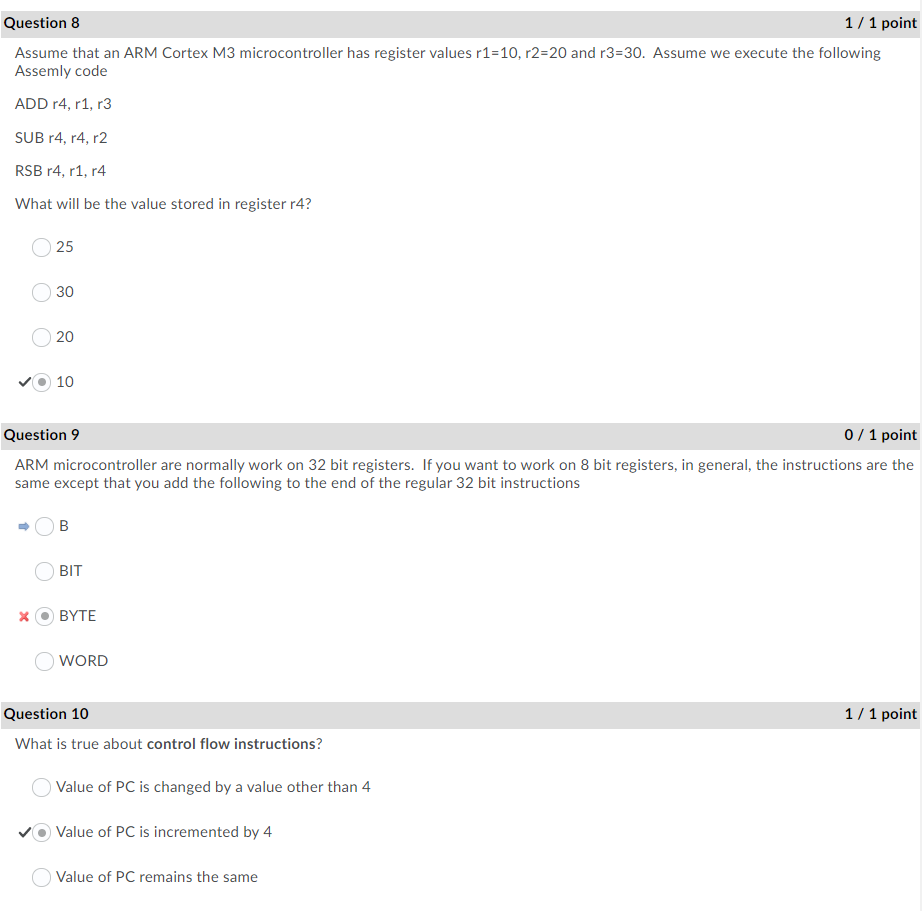 Question 8 1 / 1 point
Assume that an ARM Cortex M3 microcontroller has register values r1=10, r2=20 and r3=30. Assume we execute the following
Assemly code
ADD r4, r1, r3
SUB r4, r4, r2
RSB r4, r1, r4
What will be the value stored in register r4?
25
30
20
10
Question 9 0 / 1 point
ARM microcontroller are normally work on 32 bit registers. If you want to work on 8 bit registers, in general, the instructions are the
same except that you add the following to the end of the regular 32 bit instructions
B
BIT
BYTE
WORD
Question 10 1 / 1 point
What is true about control flow instructions?
Value of PC is changed by a value other than 4
Value of PC is incremented by 4
Value of PC remains the same